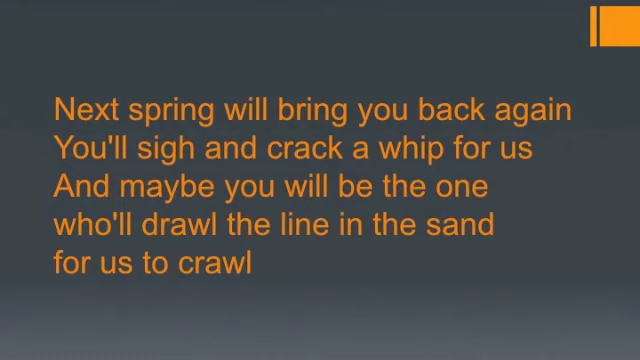 Next spring will bring you back again
You'll sigh and crack a whip for us
And maybe you will be the one
who'll drawl the line in the sand
for us to crawl